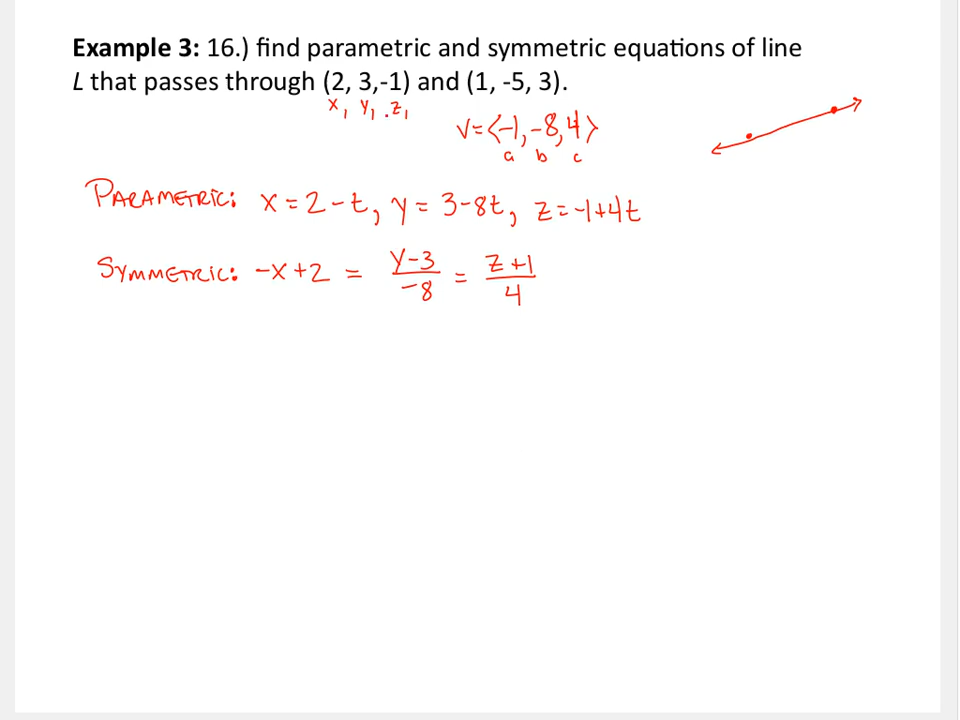 Example 3: 16.) find parametric and symmetric equations of line
L that passes through (2, 3,-1) and (1, -5, 3).
x₁ y₁ . z₁
v=<-1, -8, 4>
a b c
PARAMETRIC: x = 2 - t, y = 3-8t, z = -1+4t
SYMMETRIC: -x+2 = y-3/-8 = z+1/4